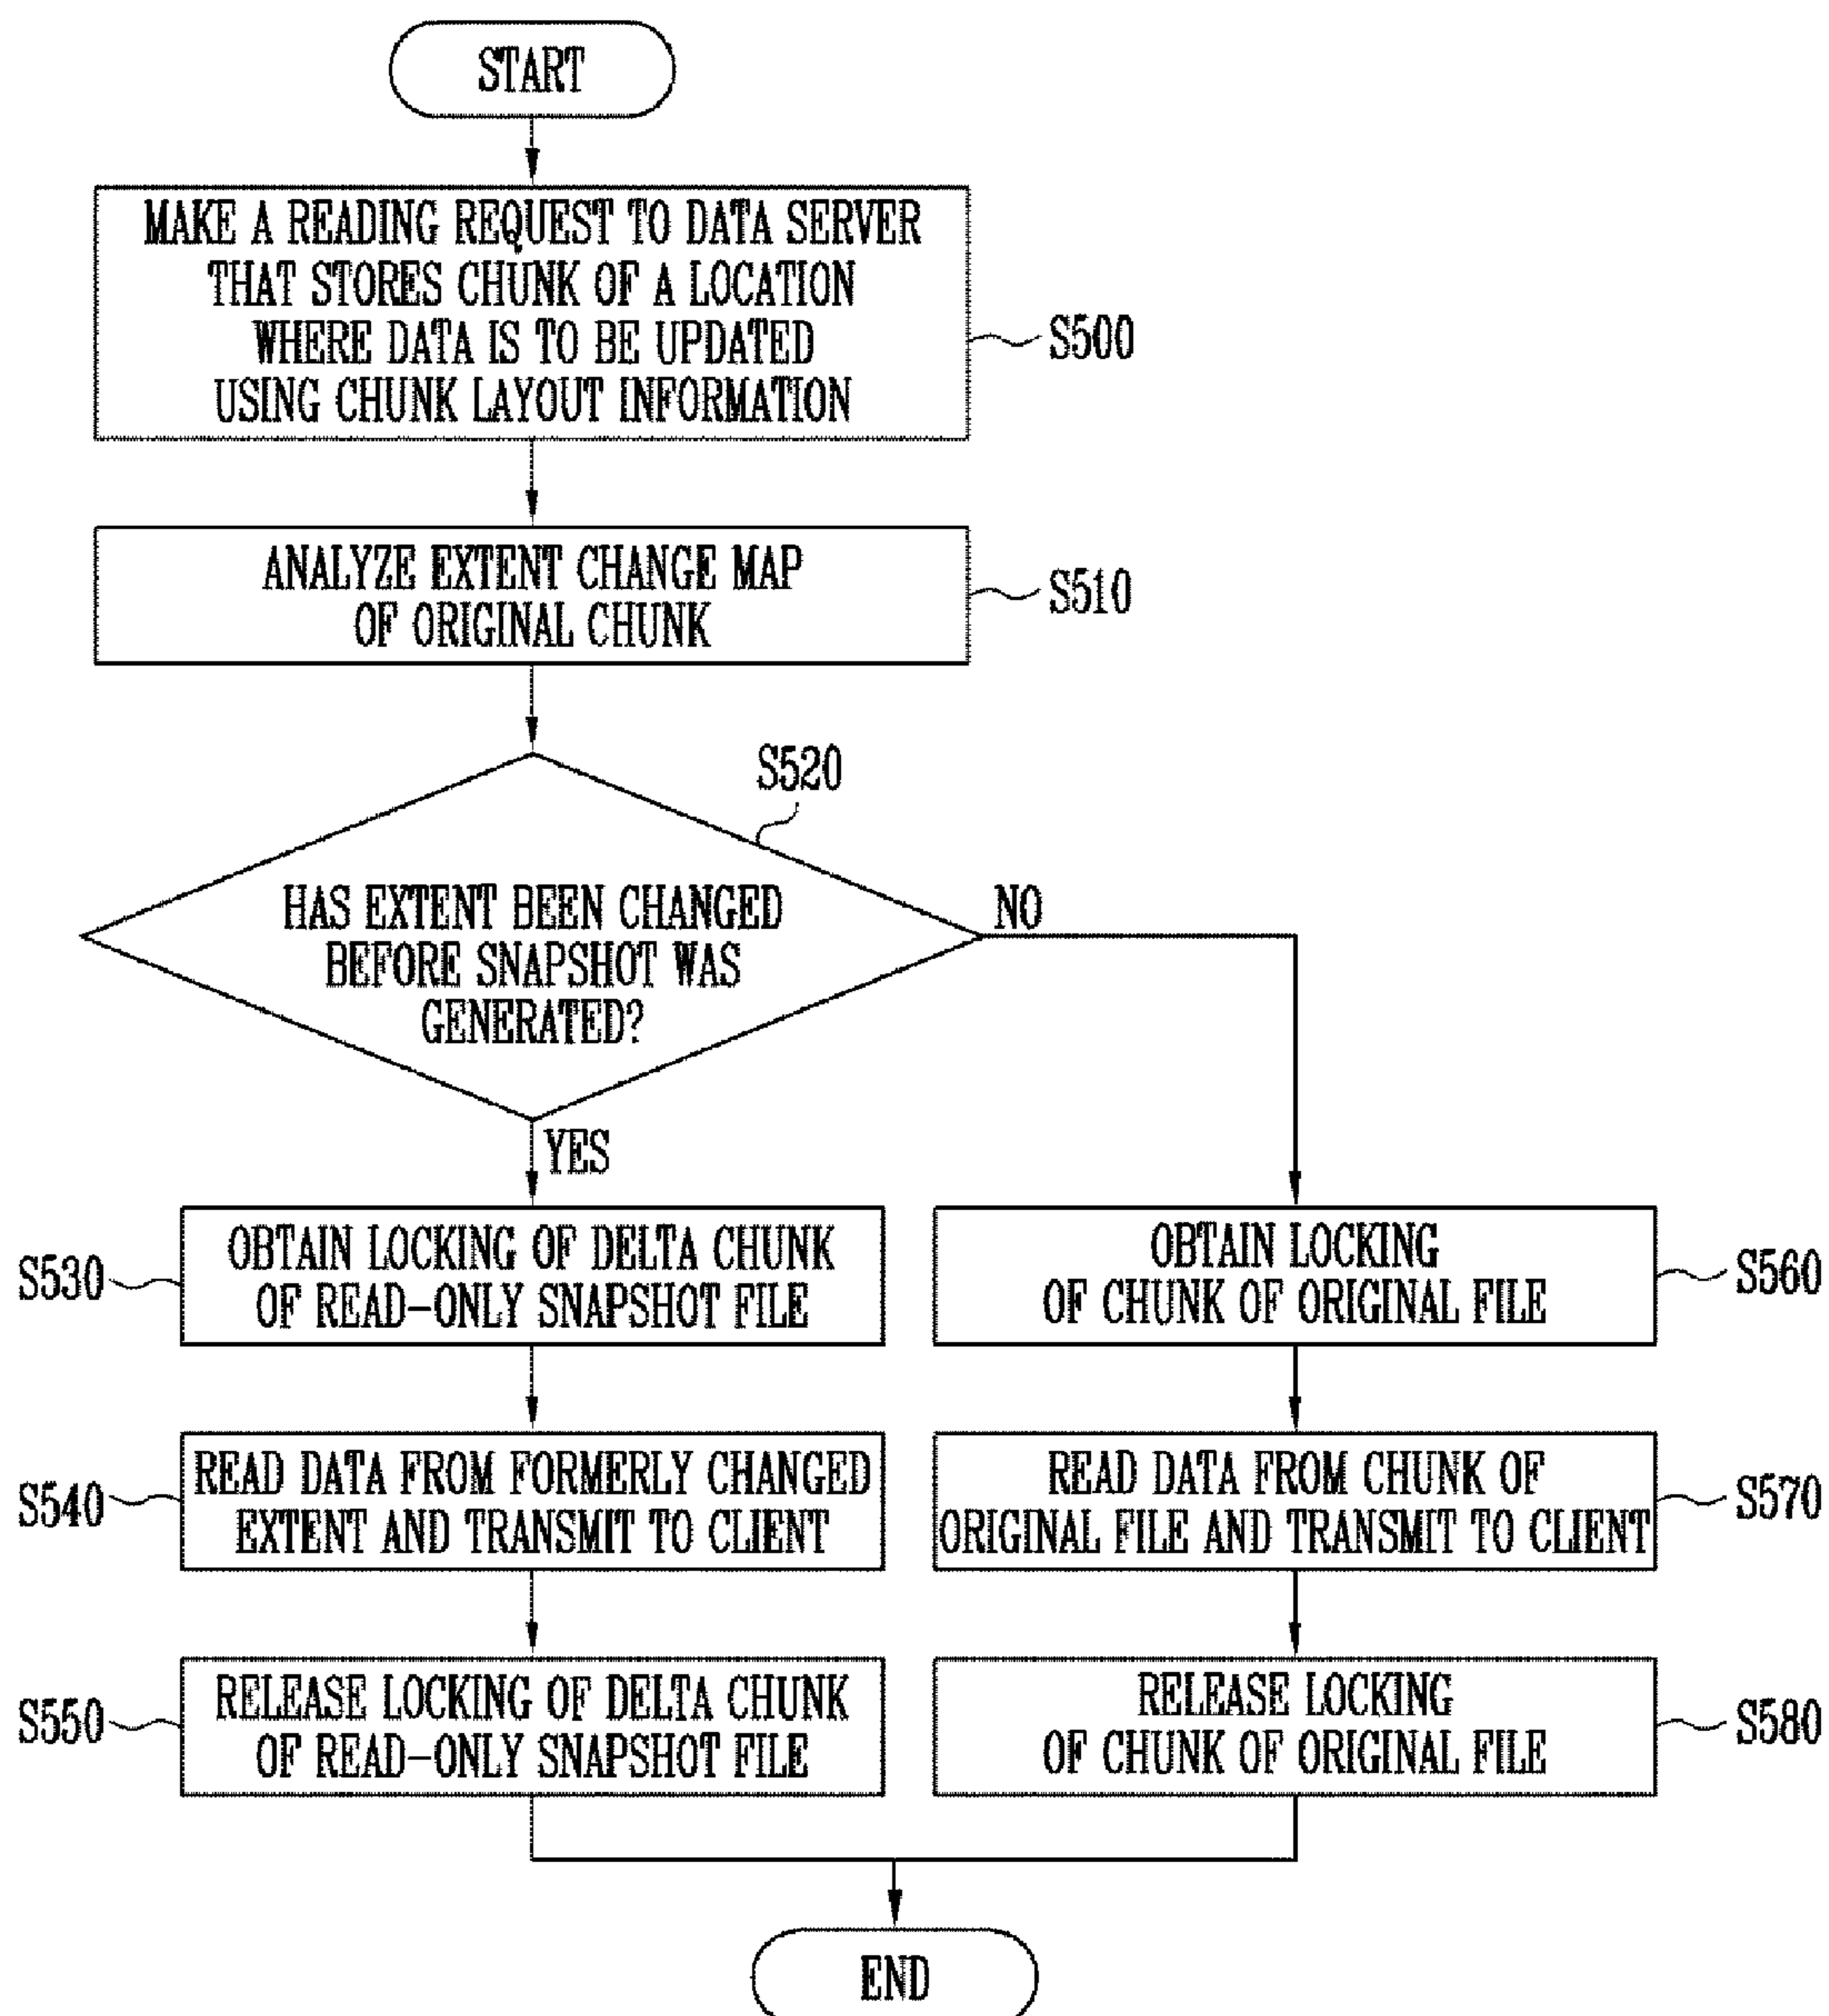 START
MAKE A READING REQUEST TO DATA SERVER
THAT STORES CHUNK OF A LOCATION
WHERE DATA IS TO BE UPDATED
USING CHUNK LAYOUT INFORMATION
S500
ANALYZE EXTENT CHANGE MAP
OF ORIGINAL CHUNK
S510
S520
HAS EXTENT BEEN CHANGED
BEFORE SNAPSHOT WAS
GENERATED?
NO
YES
S530
OBTAIN LOCKING OF DELTA CHUNK
OF READ-ONLY SNAPSHOT FILE
OBTAIN LOCKING
OF CHUNK OF ORIGINAL FILE
S560
S540
READ DATA FROM FORMERLY CHANGED
EXTENT AND TRANSMIT TO CLIENT
READ DATA FROM CHUNK OF
ORIGINAL FILE AND TRANSMIT TO CLIENT
S570
S550
RELEASE LOCKING OF DELTA CHUNK
OF READ-ONLY SNAPSHOT FILE
RELEASE LOCKING
OF CHUNK OF ORIGINAL FILE
S580
END